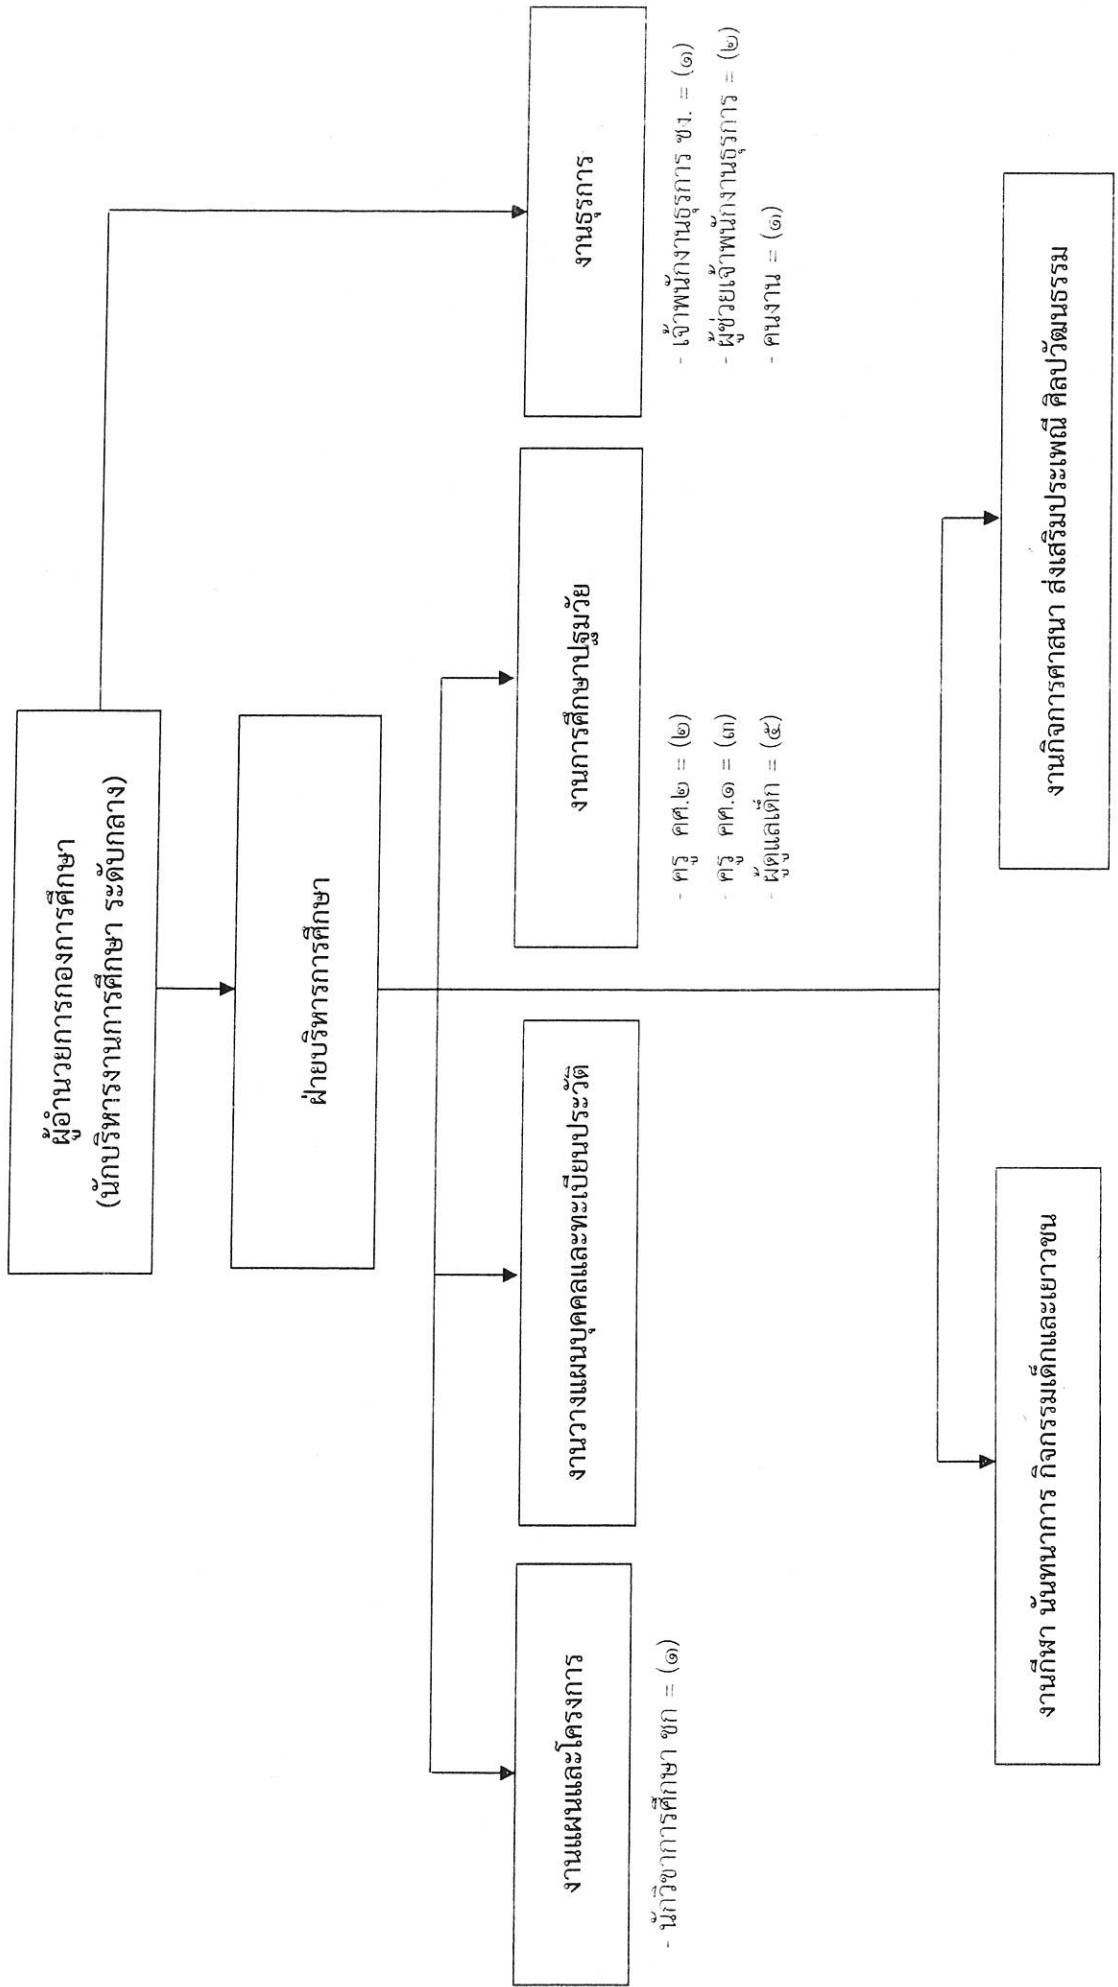 ผู้อำนวยการกองการศึกษา
(นักบริหารงานการศึกษา ระดับกลาง)
ฝ่ายบริหารการศึกษา
งานแผนและโครงการ
- นักวิชาการศึกษา ชก = (๑)
งานวางแผนบุคคลและทะเบียนประวัติ
งานการศึกษาปฐมวัย
- ครู คศ.๒ = (๒)
- ครู คศ.๑ = (๓)
- ผู้ดูแลเด็ก = (๕)
งานธุรการ
- เจ้าพนักงานธุรการ ชง. = (๑)
- ผู้ช่วยเจ้าพนักงานธุรการ = (๒)
- คนงาน = (๑)
งานกีฬา นันทนาการ กิจกรรมเด็กและเยาวชน
งานกิจการศาสนา ส่งเสริมประเพณี ศิลปวัฒนธรรม